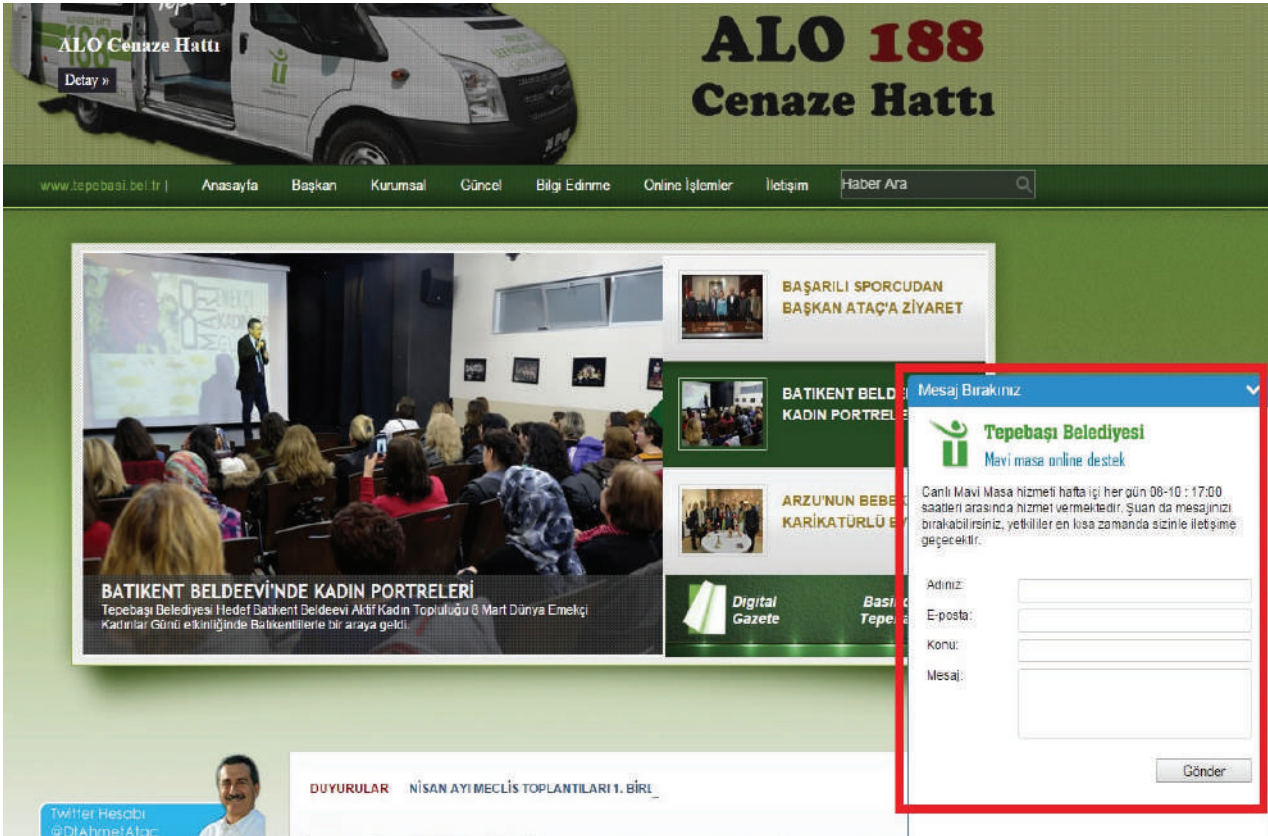 ALO Cenaze Hattı
Detay »
188
ALO 188
Cenaze Hattı
www.tepebasi.bel.tr |
Anasayfa
Başkan
Kurumsal
Güncel
Bilgi Edinme
Online İşlemler
İletişim
Haber Ara
BAŞARILI SPORCUDAN
BAŞKAN ATAÇ'A ZİYARET
BATIKENT BELDE
KADIN PORTRELE
ARZU'NUN BEBEK
KARİKATÜRLÜ EV
BATIKENT BELDEEVİ'NDE KADIN PORTRELERİ
Tepebaşı Belediyesi Hedef Batıkent Beldeevi Aktif Kadın Topluluğu 8 Mart Dünya Emekçi
Kadınlar Günü etkinliğinde Batıkentlilerle bir araya geldi.
Digital
Gazete
Basın
Tepeba
Mesaj Bırakınız
Tepebaşı Belediyesi
Mavi masa online destek
Canlı Mavi Masa hizmeti hafta içi her gün 08-10 : 17:00
saatleri arasında hizmet vermektedir. Şuan da mesajınızı
bırakabilirsiniz, yetkililer en kısa zamanda sizinle iletişime
geçecektir.
Adınız:
E-posta:
Konu:
Mesaj:
Gönder
DUYURULAR
NİSAN AYI MECLİS TOPLANTILARI 1. BİRL_
Twitter Hesabı
@DtAhmetAtac